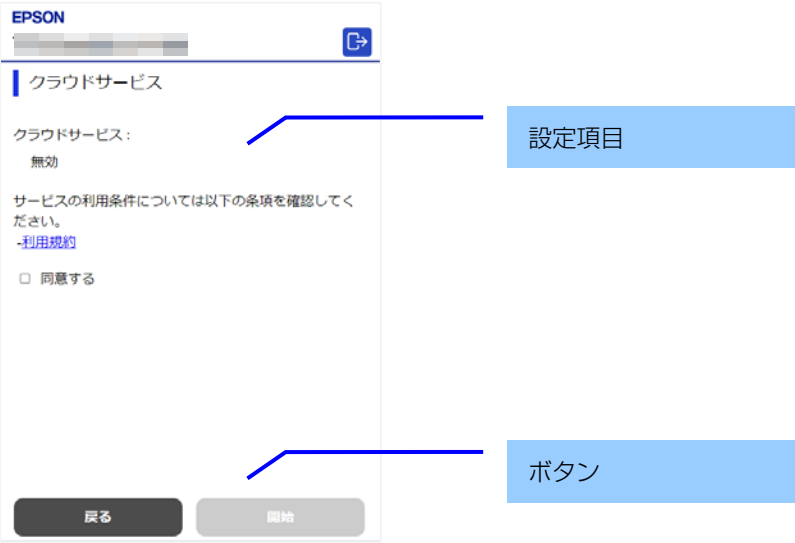 EPSON
クラウドサービス
クラウドサービス :
無効
サービスの利用条件については以下の条項を確認してく
ださい。
-利用規約
同意する
戻る
開始
設定項目
ボタン